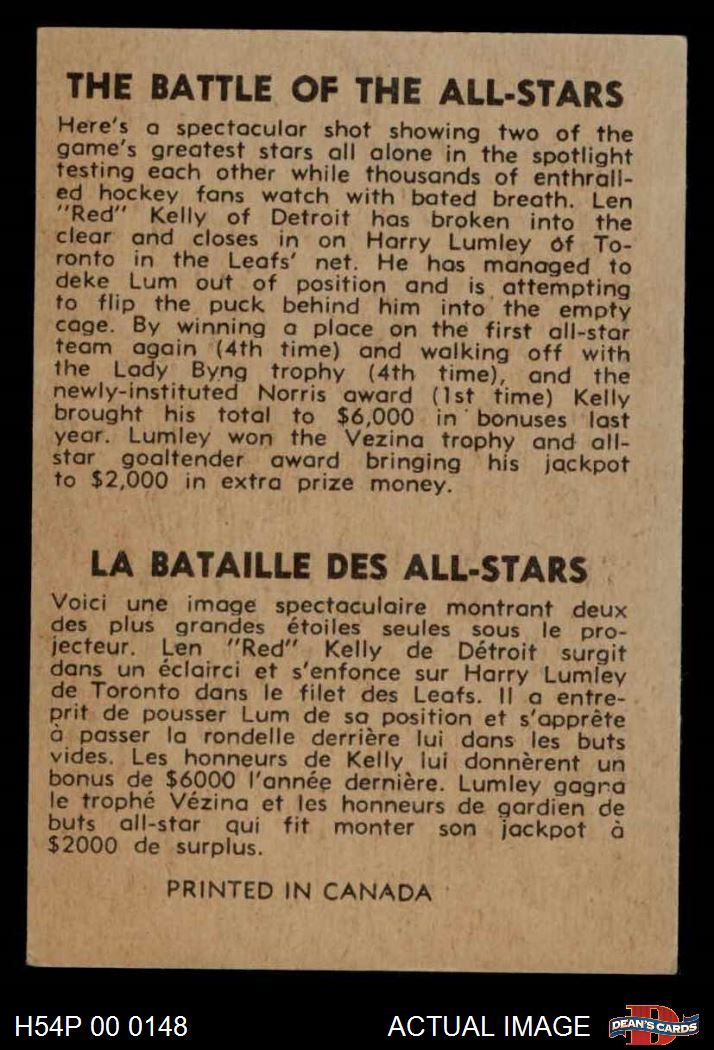 THE BATTLE OF THE ALL-STARS
Here's a spectacular shot showing two of the
game's greatest stars all alone in the spotlight
testing each other while thousands of enthrall-
ed hockey fans watch with bated breath. Len
"Red" Kelly of Detroit has broken into the
clear and closes in on Harry Lumley of To-
ronto in the Leafs' net. He has managed to
deke Lum out of position and is attempting
to flip the puck behind him into the empty
cage. By winning a place on the first all-star
team again (4th time) and walking off with
the Lady Byng trophy (4th time), and the
newly-instituted Norris award (1st time) Kelly
brought his total to $6,000 in bonuses last
year. Lumley won the Vezina trophy and all-
star goaltender award bringing his jackpot
to $2,000 in extra prize money.
LA BATAILLE DES ALL-STARS
Voici une image spectaculaire montrant deux
des plus grandes étoiles seules sous le pro-
jecteur. Len "Red" Kelly de Détroit surgit
dans un éclairci et s'enfonce sur Harry Lumley
de Toronto dans le filet des Leafs. Il a entre-
prit de pousser Lum de sa position et s'apprête
à passer la rondelle derrière lui dans les buts
vides. Les honneurs de Kelly lui donnèrent un
bonus de $6000 l'année dernière. Lumley gagna
le trophé Vézina et les honneurs de gardien de
buts all-star qui fit monter son jackpot à
$2000 de surplus.
PRINTED IN CANADA
H54P 00 0148
ACTUAL IMAGE
DEAN'S CARDS